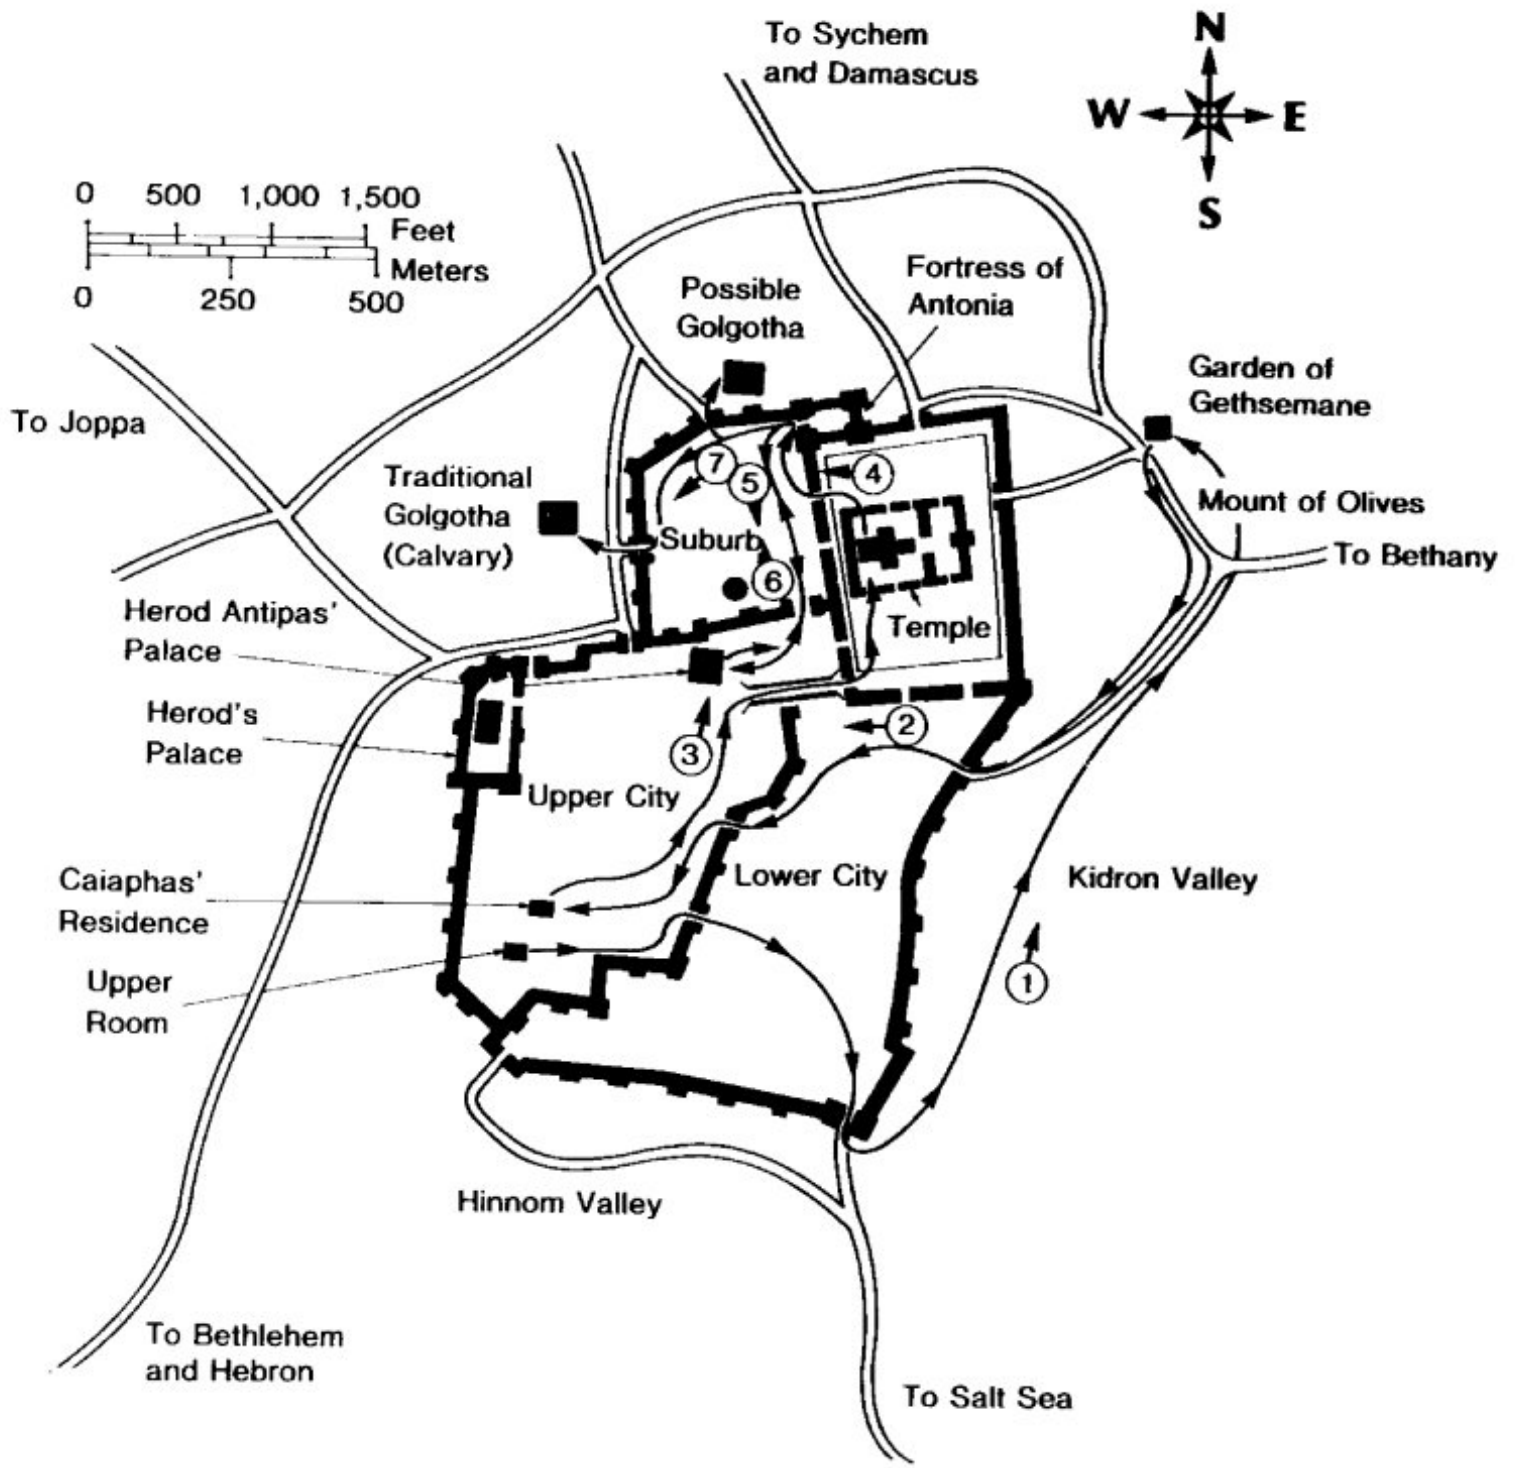 To Sychem
and Damascus
N
W E
S
0 500 1,000 1,500
Feet
Meters
0 250 500
Possible
Golgotha
Fortress of
Antonia
Garden of
Gethsemane
To Joppa
Traditional
Golgotha
(Calvary)
7
5
4
Mount of Olives
Suburb
To Bethany
6
Herod Antipas'
Palace
Temple
Herod's
Palace
3
2
Upper City
Caiaphas'
Residence
Lower City
Kidron Valley
Upper
Room
1
Hinnom Valley
To Bethlehem
and Hebron
To Salt Sea